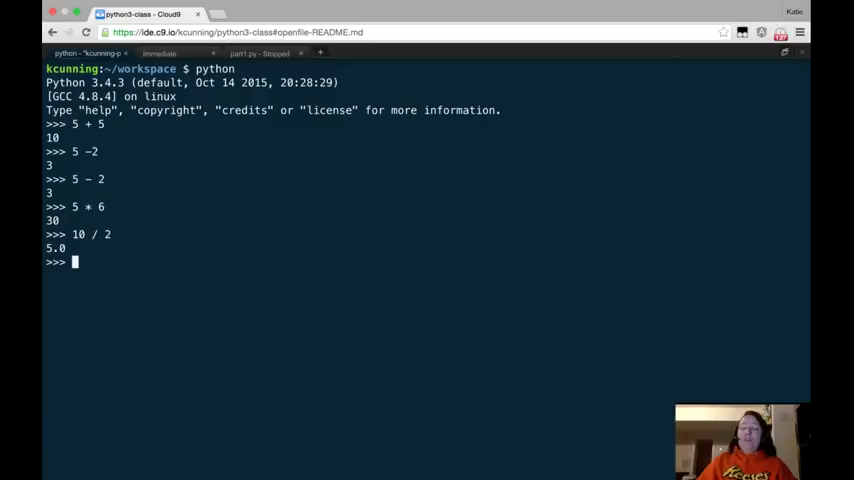 python3-class - Cloud9
Katie
https://ide.c9.io/kcunning/python3-class#openfile-README.md
python - "kcunning-p
Immediate
part1.py - Stopped
kcunning:~/workspace $ python
Python 3.4.3 (default, Oct 14 2015, 20:28:29)
[GCC 4.8.4] on linux
Type "help", "copyright", "credits" or "license" for more information.
>>> 5 + 5
10
>>> 5 -2
3
>>> 5 - 2
3
>>> 5 * 6
30
>>> 10 / 2
5.0
>>>
Reese's